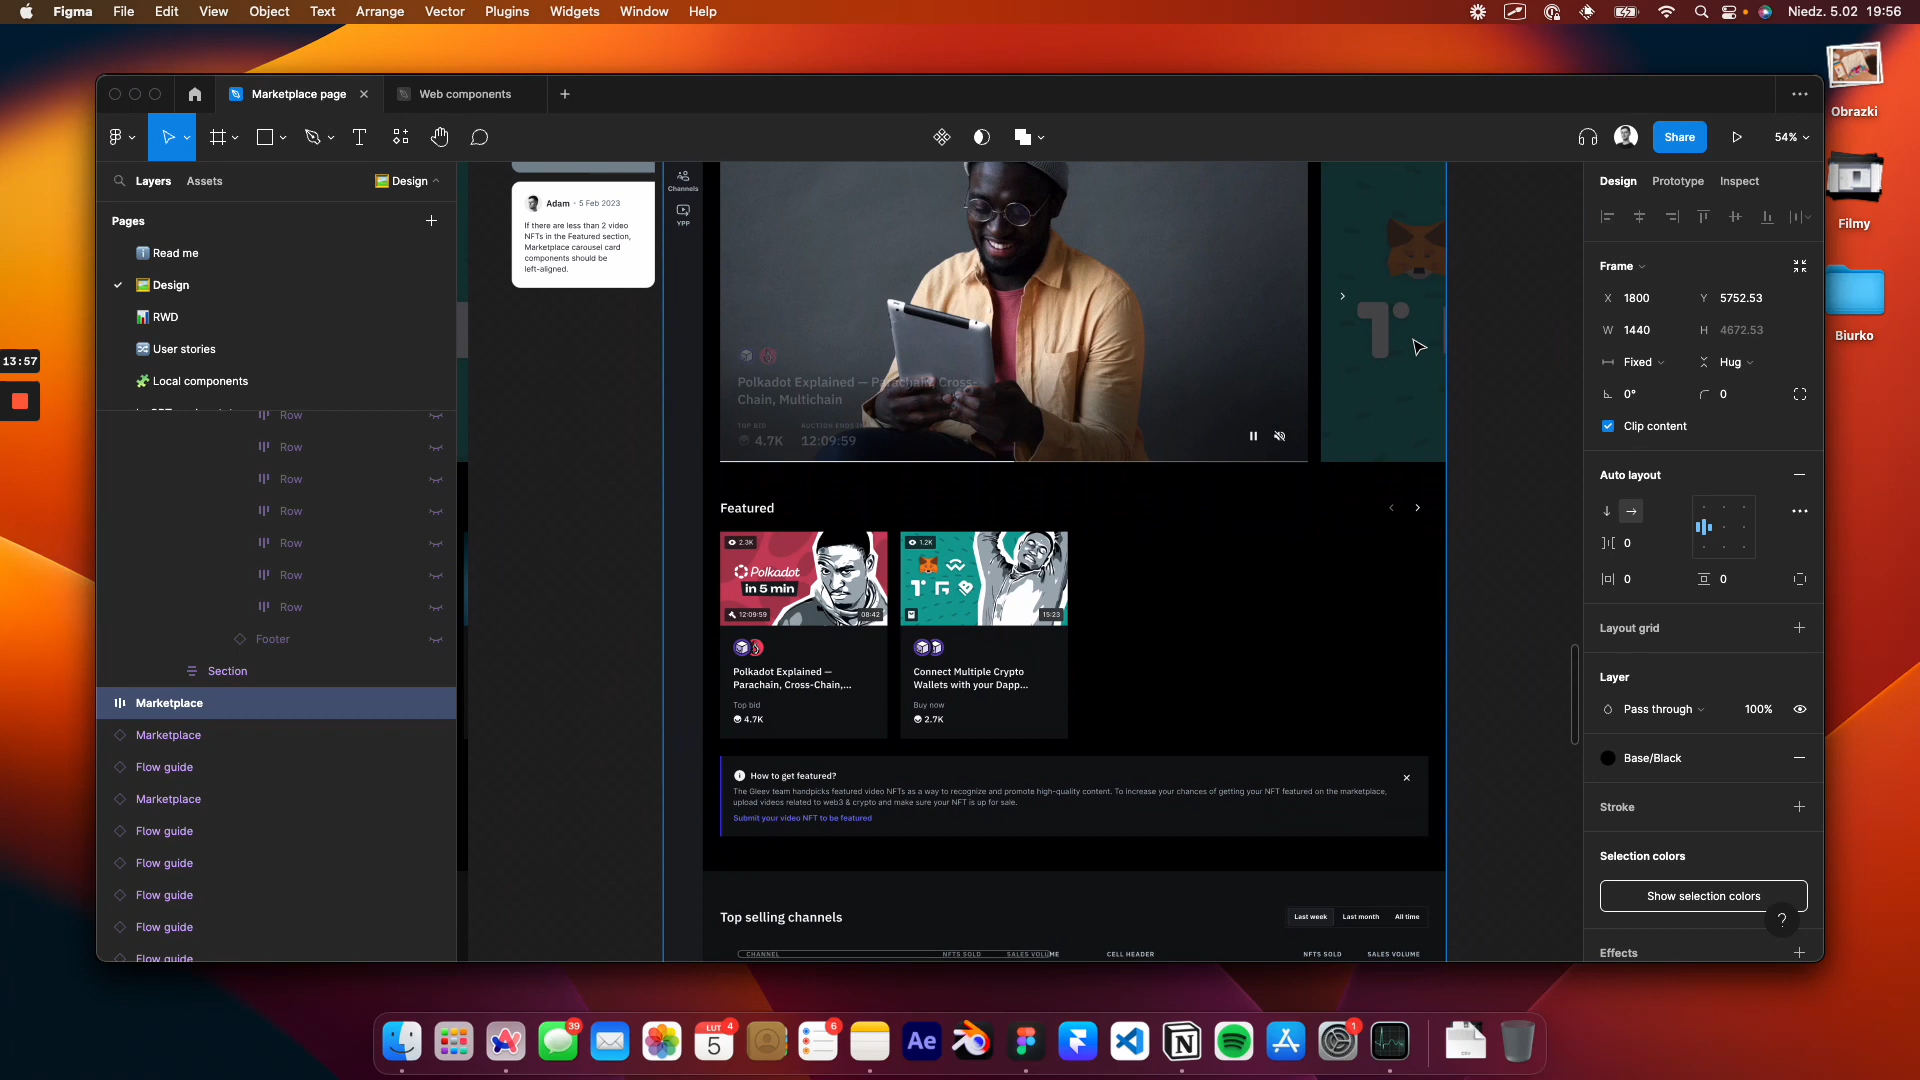 Figma File Edit View Object Text Arrange Vector Plugins Widgets Window Help
Niedz. 5.02 19:56
Marketplace page
Web components
Share
54%
Obrazki
Filmy
Biurko
13:57
Layers Assets
Design
Pages
Read me
Design
RWD
User stories
Local components
Row
Row
Row
Row
Row
Row
Row
Footer
Section
Marketplace
Marketplace
Flow guide
Marketplace
Flow guide
Flow guide
Flow guide
Flow guide
Flow guide
Adam • 5 Feb 2023
If there are less than 2 video
NFTs in the Featured section,
Marketplace carousel card
components should be
left-aligned.
Channels
YPP
Polkadot Explained — Parachain, Cross-
Chain, Multichain
TOP BID AUCTION ENDS IN
4.7K 12:09:59
Featured
2.3K
Polkadot
in 5 min
12:09:59
08:42
Polkadot Explained —
Parachain, Cross-Chain,...
Top bid
4.7K
1.2K
15:23
Connect Multiple Crypto
Wallets with your Dapp...
Buy now
2.7K
How to get featured?
The Gleev team handpicks featured video NFTs as a way to recognize and promote high-quality content. To increase your chances of getting your NFT featured on the marketplace,
upload videos related to web3 & crypto and make sure your NFT is up for sale.
Submit your video NFT to be featured
Top selling channels
Last week Last month All time
CHANNEL NFTS SOLD SALES VOLUME CELL HEADER NFTS SOLD SALES VOLUME
Design Prototype Inspect
Frame
X 1800 Y 5752.53
W 1440 H 4672.53
Fixed Hug
0° 0
Clip content
Auto layout
0
0 0
Layout grid
Layer
Pass through 100%
Base/Black
Stroke
Selection colors
Show selection colors
?
Effects
39
LUT 4
5
6
Ae
1